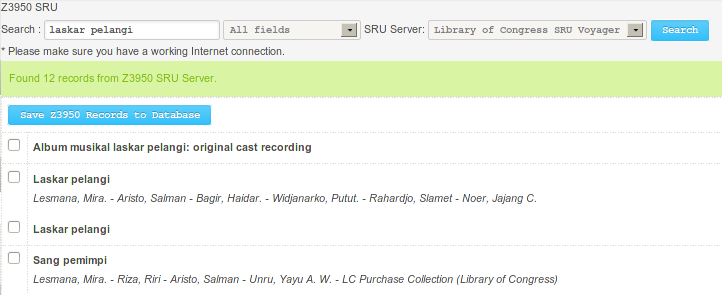 Z3950 SRU
Search : laskar pelangi All fields SRU Server: Library of Congress SRU Voyager Search
* Please make sure you have a working Internet connection.
Found 12 records from Z3950 SRU Server.
Save Z3950 Records to Database
Album musikal laskar pelangi: original cast recording
Laskar pelangi
Lesmana, Mira. - Aristo, Salman - Bagir, Haidar. - Widjanarko, Putut. - Rahardjo, Slamet - Noer, Jajang C.
Laskar pelangi
Sang pemimpi
Lesmana, Mira. - Riza, Riri - Aristo, Salman - Unru, Yayu A. W. - LC Purchase Collection (Library of Congress)